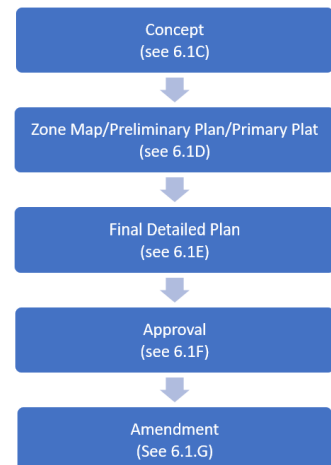 Concept
(see 6.1C)
Zone Map/Preliminary Plan/Primary Plat
(see 6.1D)
Final Detailed Plan
(see 6.1E)
Approval
(see 6.1F)
Amendment
(See 6.1.G)